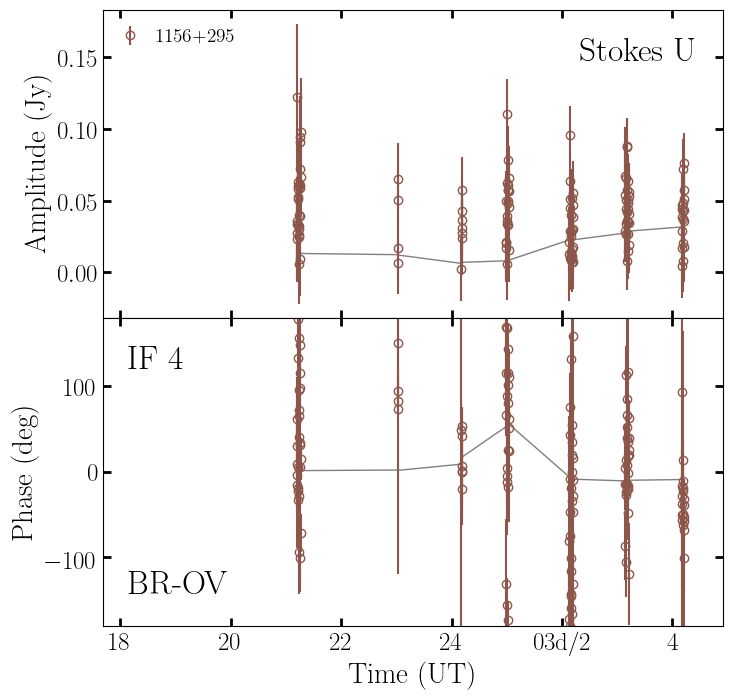 1156+295
Stokes U
0.15
0.10
0.05
0.00
Amplitude (Jy)
IF 4
100
0
−100
Phase (deg)
BR-OV
18 20 22 24 03d/2 4
Time (UT)